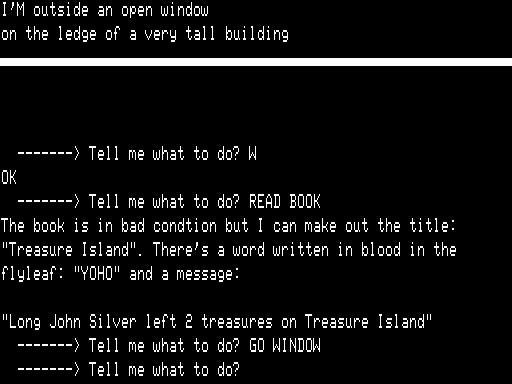 I'M outside an open window
on the ledge of a very tall building
-------> Tell me what to do? W
OK
-------> Tell me what to do? READ BOOK
The book is in bad condtion but I can make out the title:
"Treasure Island". There's a word written in blood in the
flyleaf: "YOHO" and a message:
"Long John Silver left 2 treasures on Treasure Island"
-------> Tell me what to do? GO WINDOW
-------> Tell me what to do?